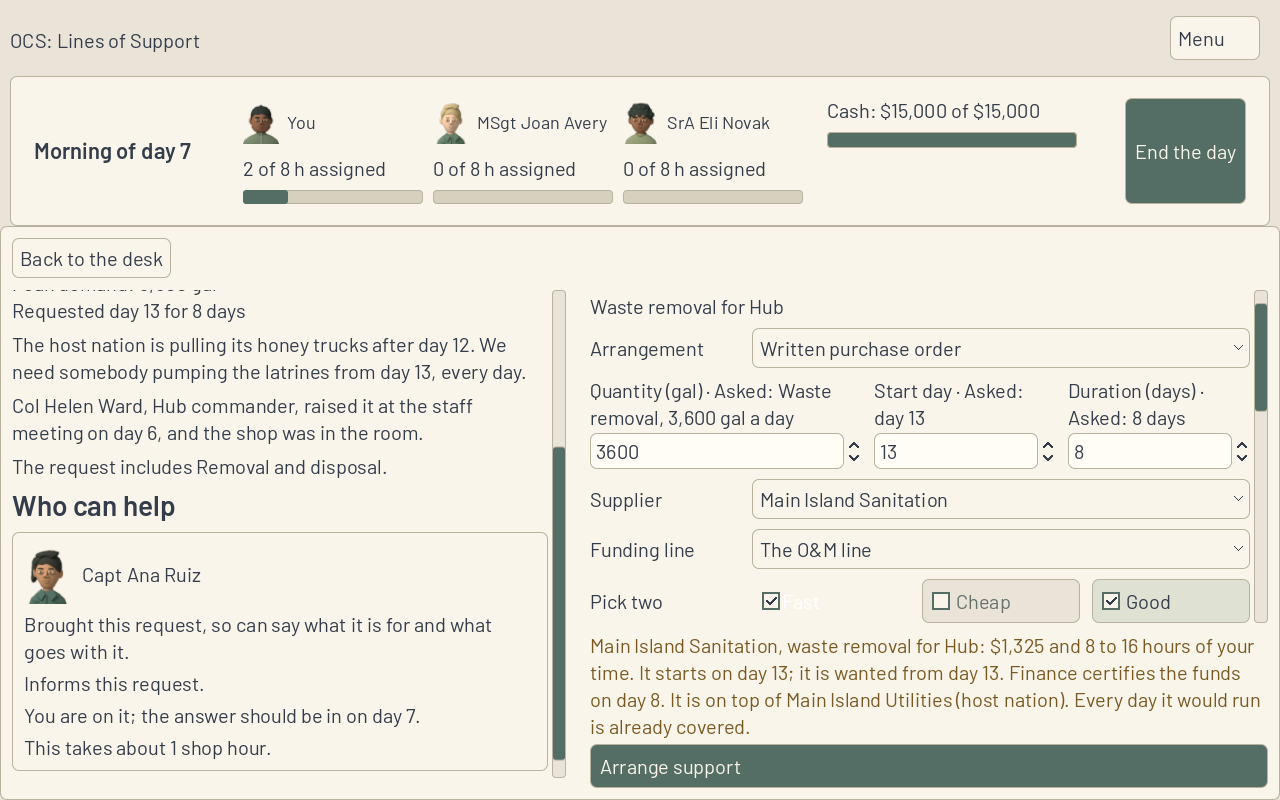 OCS: Lines of Support
Menu
Morning of day 7
You
2 of 8 h assigned
MSgt Joan Avery
0 of 8 h assigned
SrA Eli Novak
0 of 8 h assigned
Cash: $15,000 of $15,000
End the day
Back to the desk
Requested day 13 for 8 days
The host nation is pulling its honey trucks after day 12. We
need somebody pumping the latrines from day 13, every day.
Col Helen Ward, Hub commander, raised it at the staff
meeting on day 6, and the shop was in the room.
The request includes Removal and disposal.
Who can help
Capt Ana Ruiz
Brought this request, so can say what it is for and what
goes with it.
Informs this request.
You are on it; the answer should be in on day 7.
This takes about 1 shop hour.
Waste removal for Hub
Arrangement
Written purchase order
Quantity (gal) · Asked: Waste
removal, 3,600 gal a day
3600
Start day · Asked:
day 13
13
Duration (days) ·
Asked: 8 days
8
Supplier
Main Island Sanitation
Funding line
The O&M line
Pick two
Fast
Cheap
Good
Main Island Sanitation, waste removal for Hub: $1,325 and 8 to 16 hours of your
time. It starts on day 13; it is wanted from day 13. Finance certifies the funds
on day 8. It is on top of Main Island Utilities (host nation). Every day it would run
is already covered.
Arrange support